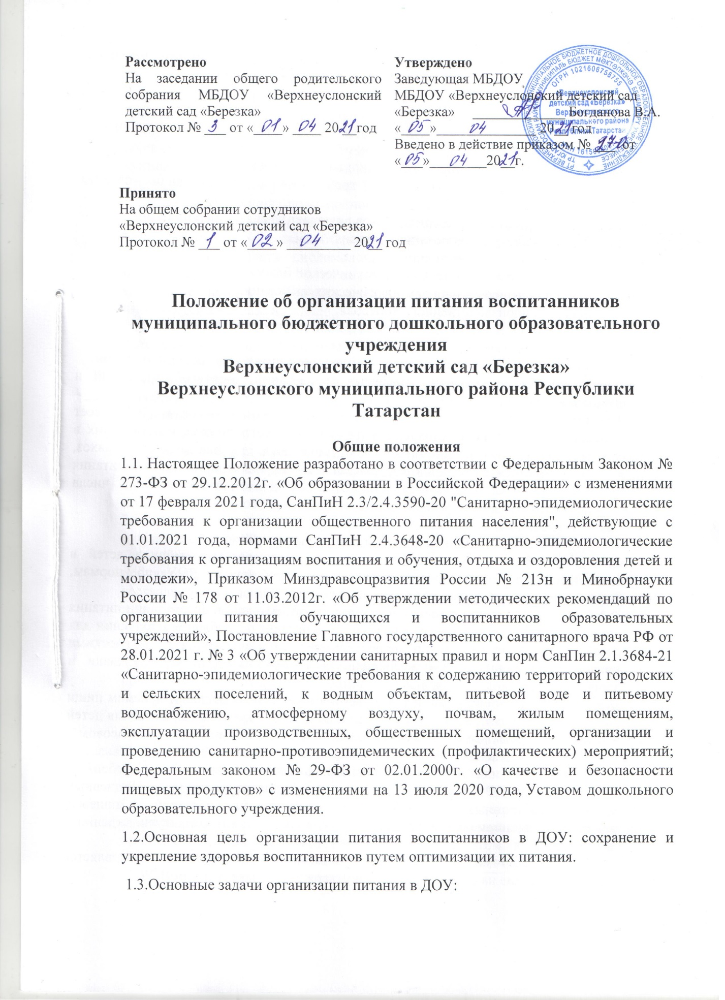 Рассмотрено
На заседании общего родительского
собрания МБДОУ «Верхнеуслонский
детский сад «Березка»
Протокол № 3 от «01» 04 2021 год
Утверждено
Заведующая МБДОУ
МБДОУ «Верхнеуслонский детский сад
«Березка» Богданова В.А.
«05» 04 2021 год
Введено в действие приказом № от
«05» 04 2021г.
ОГРН 1021606758755
«Верхнеуслонский
детский сад «Березка»
Верхнеуслонского
муниципального района
Республики Татарстан
Принято
На общем собрании сотрудников
«Верхнеуслонский детский сад «Березка»
Протокол № 1 от «02» 04 2021 год
Положение об организации питания воспитанников
муниципального бюджетного дошкольного образовательного
учреждения
Верхнеуслонский детский сад «Березка»
Верхнеуслонского муниципального района Республики
Татарстан
Общие положения
1.1. Настоящее Положение разработано в соответствии с Федеральным Законом №
273-ФЗ от 29.12.2012г. «Об образовании в Российской Федерации» с изменениями
от 17 февраля 2021 года, СанПиН 2.3/2.4.3590-20 "Санитарно-эпидемиологические
требования к организации общественного питания населения", действующие с
01.01.2021 года, нормами СанПиН 2.4.3648-20 «Санитарно-эпидемиологические
требования к организациям воспитания и обучения, отдыха и оздоровления детей и
молодежи», Приказом Минздравсоцразвития России № 213н и Минобрнауки
России № 178 от 11.03.2012г. «Об утверждении методических рекомендаций по
организации питания обучающихся и воспитанников образовательных
учреждений», Постановление Главного государственного санитарного врача РФ от
28.01.2021 г. № 3 «Об утверждении санитарных правил и норм СанПин 2.1.3684-21
«Санитарно-эпидемиологические требования к содержанию территорий городских
и сельских поселений, к водным объектам, питьевой воде и питьевому
водоснабжению, атмосферному воздуху, почвам, жилым помещениям,
эксплуатации производственных, общественных помещений, организации и
проведению санитарно-противоэпидемических (профилактических) мероприятий;
Федеральным законом № 29-ФЗ от 02.01.2000г. «О качестве и безопасности
пищевых продуктов» с изменениями на 13 июля 2020 года, Уставом дошкольного
образовательного учреждения.
1.2.Основная цель организации питания воспитанников в ДОУ: сохранение и
укрепление здоровья воспитанников путем оптимизации их питания.
1.3.Основные задачи организации питания в ДОУ: